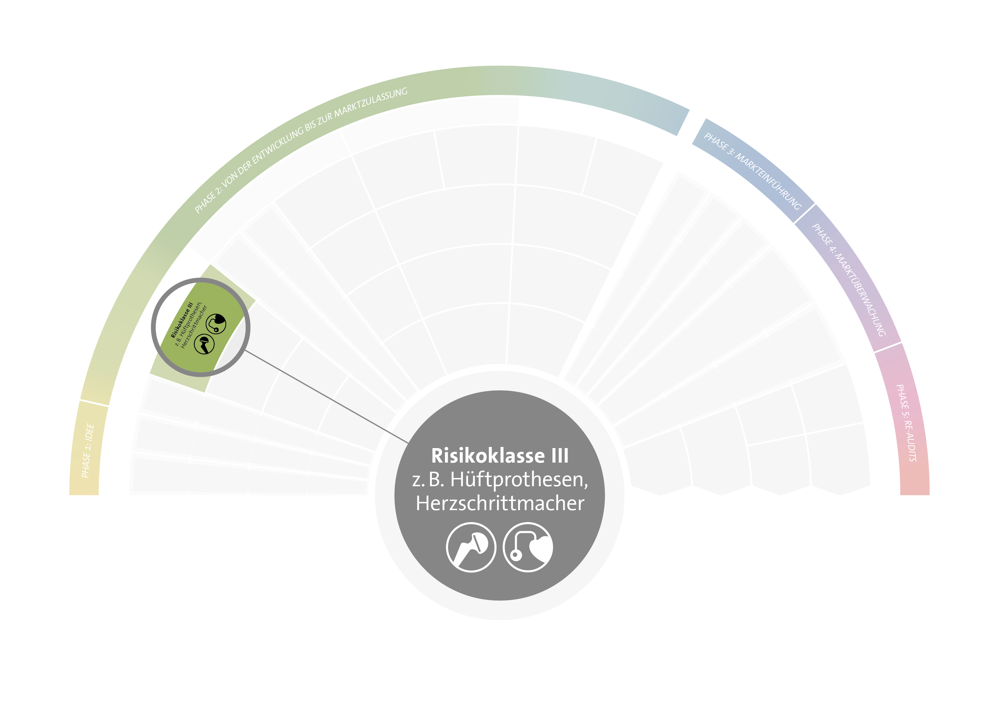 PHASE 1: IDEE
PHASE 2: VON DER ENTWICKLUNG BIS ZUR MARKTZULASSUNG
PHASE 3: MARKTEINFÜHRUNG
PHASE 4: MARKTÜBERWACHUNG
PHASE 5: RE-AUDITS
Risikoklasse III
z. B. Hüftprothesen,
Herzschrittmacher
Risikoklasse III
z. B. Hüftprothesen,
Herzschrittmacher